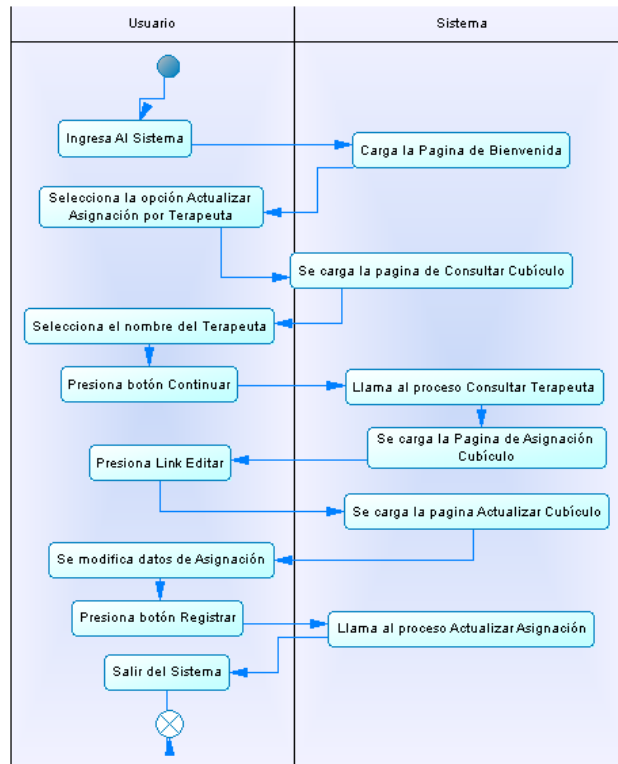 Usuario
Sistema
Ingresa Al Sistema
Carga la Pagina de Bienvenida
Selecciona la opción Actualizar
Asignación por Terapeuta
Se carga la pagina de Consultar Cubículo
Selecciona el nombre del Terapeuta
Presiona botón Continuar
Llama al proceso Consultar Terapeuta
Se carga la Pagina de Asignación
Cubículo
Presiona Link Editar
Se carga la pagina Actualizar Cubículo
Se modifica datos de Asignación
Presiona botón Registrar
Llama al proceso Actualizar Asignación
Salir del Sistema